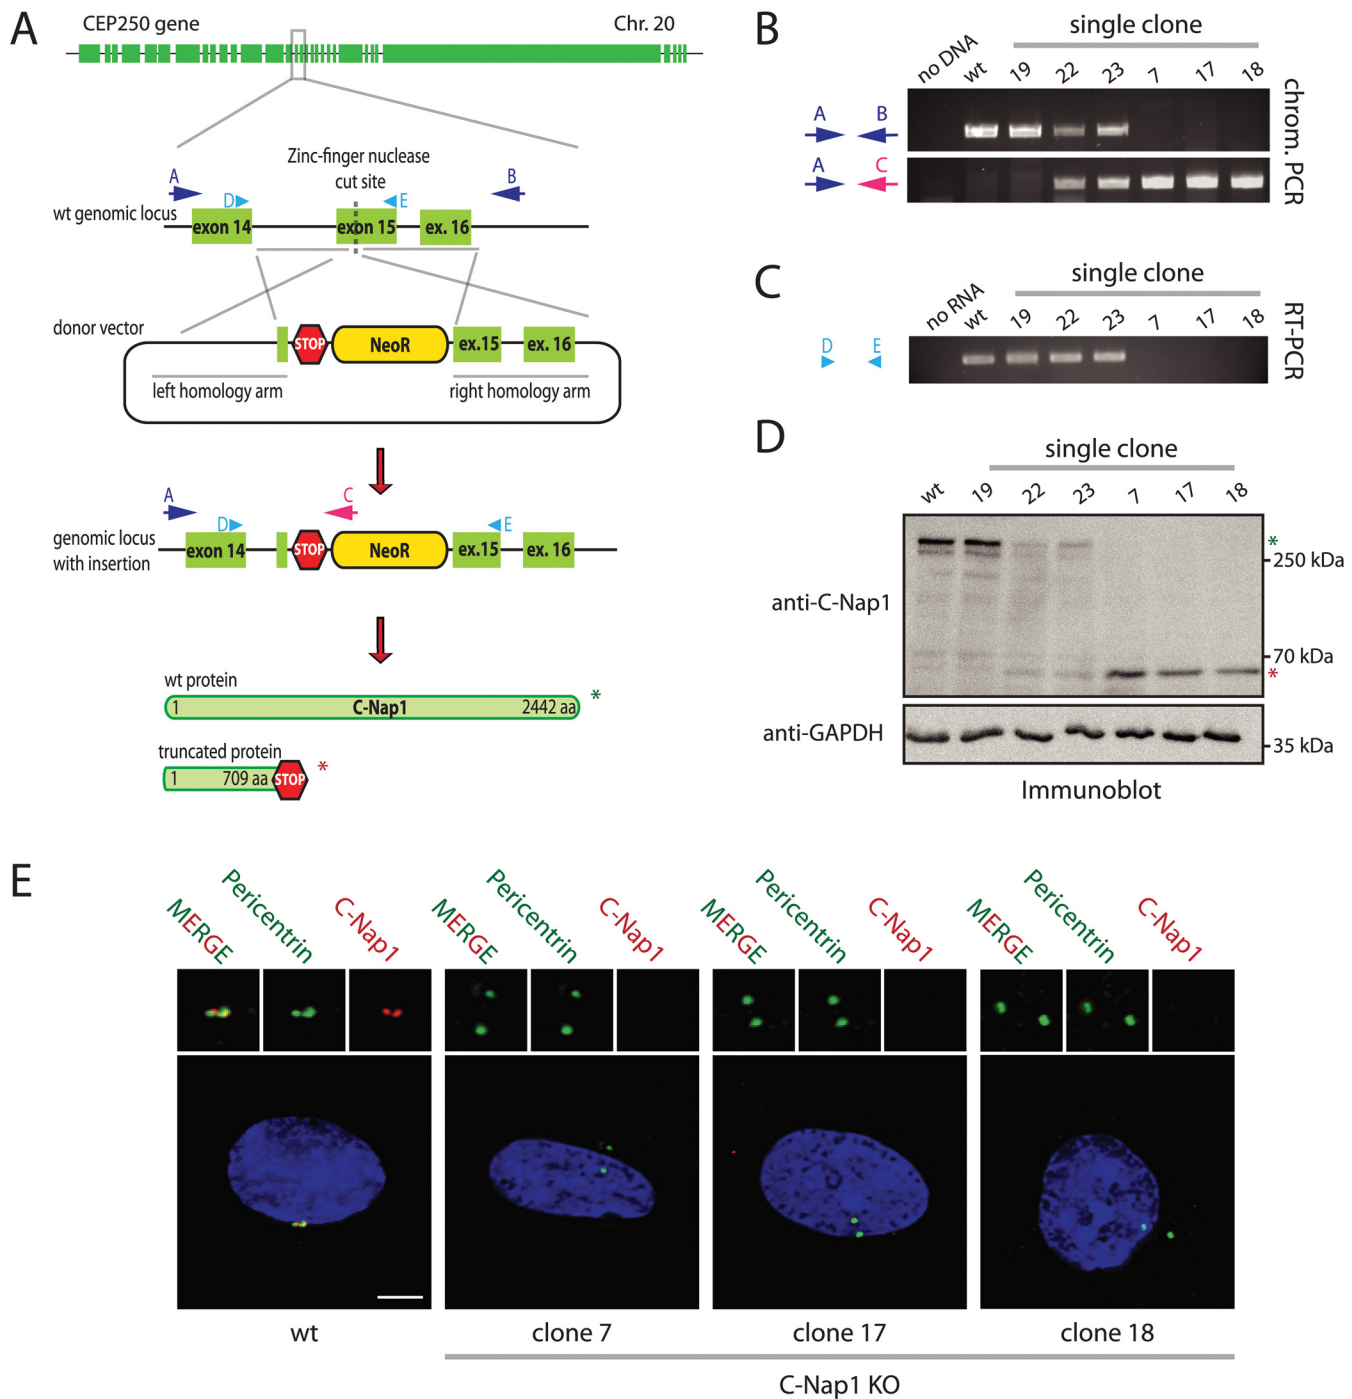 A
CEP250 gene
Chr. 20
Zinc-finger nuclease
cut site
A
B
D
E
wt genomic locus
exon 14
exon 15
ex. 16
donor vector
STOP
NeoR
ex.15
ex. 16
left homology arm
right homology arm
A
C
D
E
genomic locus
with insertion
exon 14
STOP
NeoR
ex.15
ex. 16
wt protein
*
1
C-Nap1
2442 aa
truncated protein
*
1
709 aa
STOP
B
single clone
no DNA
wt
19
22
23
7
17
18
A
B
A
C
chrom. PCR
C
single clone
no RNA
wt
19
22
23
7
17
18
D
E
RT-PCR
D
single clone
wt
19
22
23
7
17
18
*
250 kDa
anti-C-Nap1
70 kDa
*
anti-GAPDH
35 kDa
Immunoblot
E
MERGE
Pericentrin
C-Nap1
MERGE
Pericentrin
C-Nap1
MERGE
Pericentrin
C-Nap1
MERGE
Pericentrin
C-Nap1
wt
clone 7
clone 17
clone 18
C-Nap1 KO